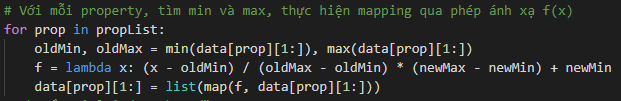 # Với mỗi property, tìm min và max, thực hiện mapping qua phép ánh xạ f(x)
for prop in propList:
    oldMin, oldMax = min(data[prop][1:]), max(data[prop][1:])
    f = lambda x: (x - oldMin) / (oldMax - oldMin) * (newMax - newMin) + newMin
    data[prop][1:] = list(map(f, data[prop][1:]))